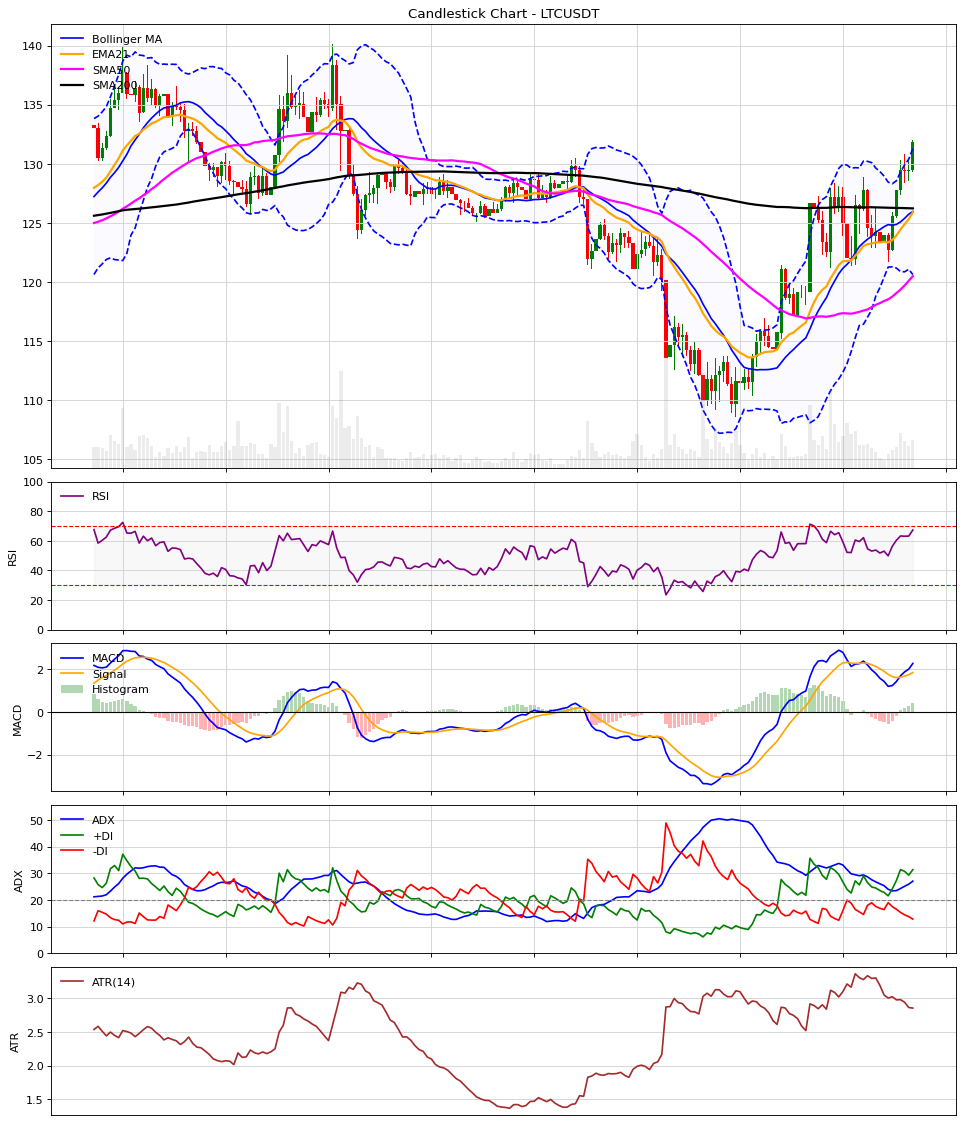 Candlestick Chart - LTCUSDT
Bollinger MA
EMA21
SMA50
SMA200
140
135
130
125
120
115
110
105
RSI
RSI
100
80
60
40
20
0
MACD
Signal
Histogram
MACD
2
0
−2
ADX
+DI
-DI
ADX
50
40
30
20
10
0
ATR(14)
ATR
3.0
2.5
2.0
1.5